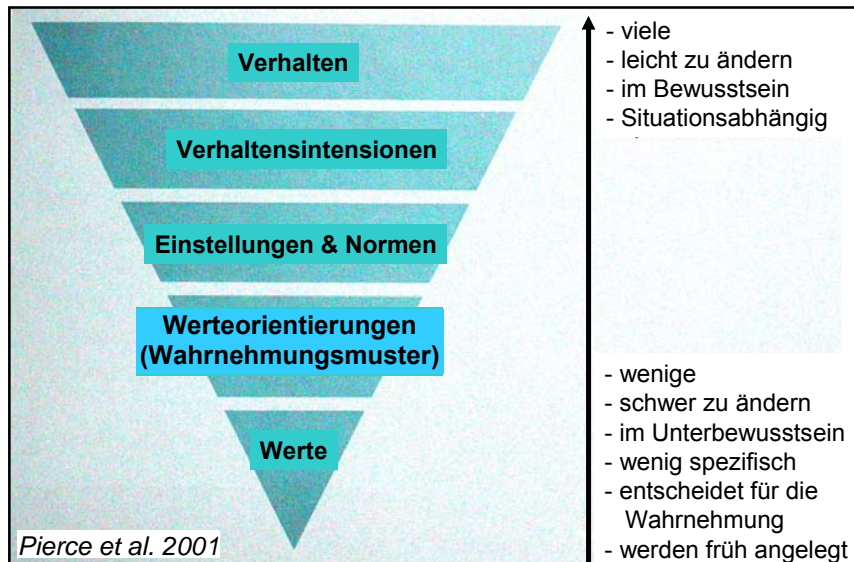 Verhalten
Verhaltensintensionen
Einstellungen & Normen
Werteorientierungen
(Wahrnehmungsmuster)
Werte
Pierce et al. 2001
- viele
- leicht zu ändern
- im Bewusstsein
- Situationsabhängig
- wenige
- schwer zu ändern
- im Unterbewusstsein
- wenig spezifisch
- entscheidet für die
Wahrnehmung
- werden früh angelegt